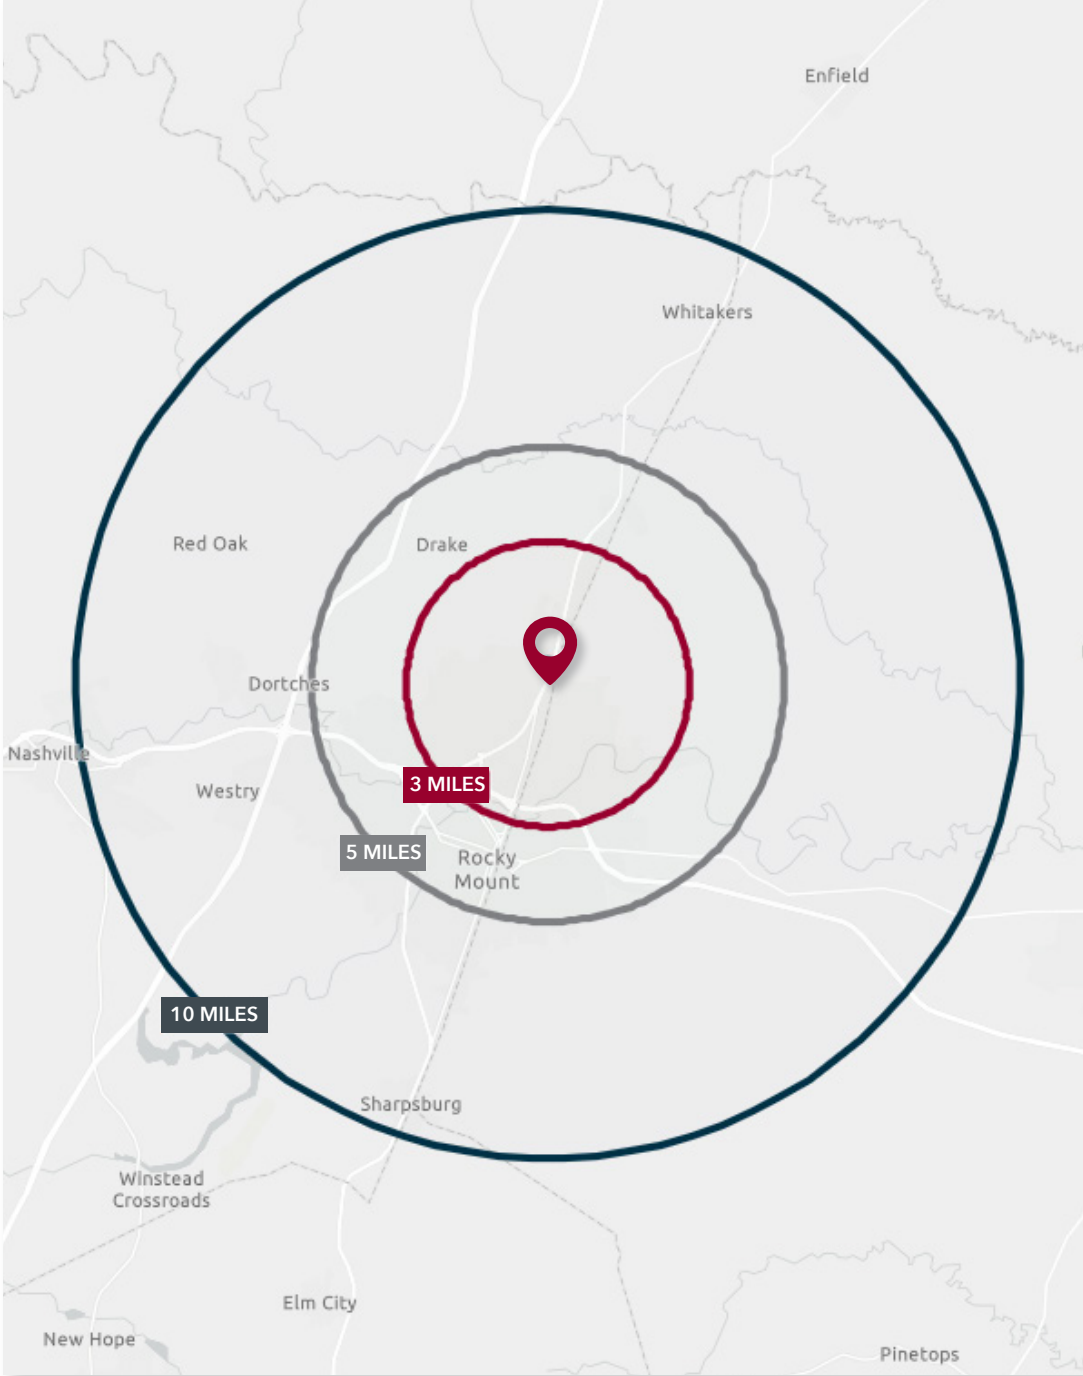 Enfield
Whitakers
Red Oak
Drake
Dortches
Nashville
Westry
3 MILES
5 MILES
Rocky
Mount
10 MILES
Sharpsburg
Winstead
Crossroads
Elm City
New Hope
Pinetops